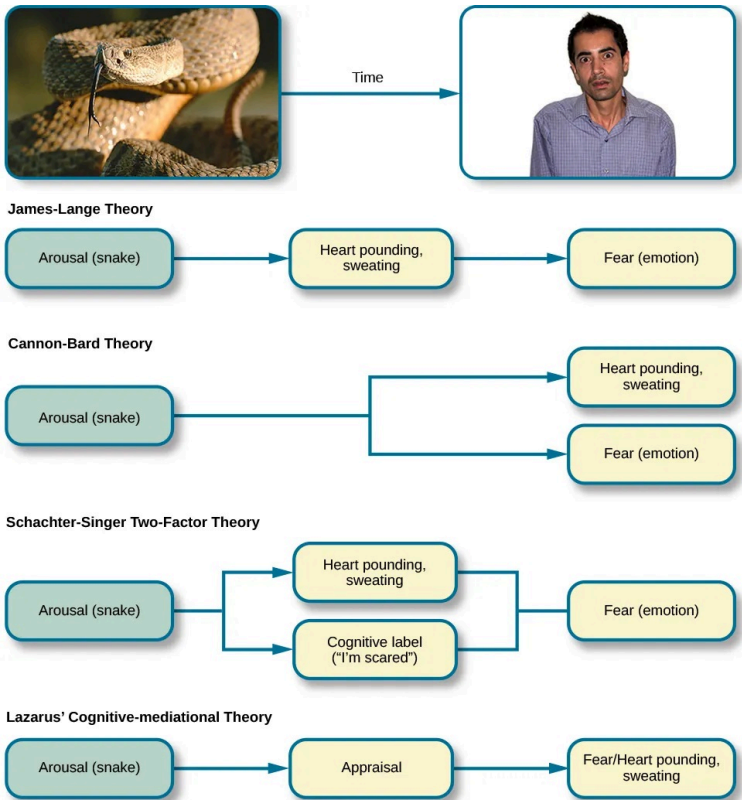 Time
James-Lange Theory
Arousal (snake)
Heart pounding,
sweating
Fear (emotion)
Cannon-Bard Theory
Arousal (snake)
Heart pounding,
sweating
Fear (emotion)
Schachter-Singer Two-Factor Theory
Arousal (snake)
Heart pounding,
sweating
Cognitive label
(“I’m scared”)
Fear (emotion)
Lazarus’ Cognitive-mediational Theory
Arousal (snake)
Appraisal
Fear/Heart pounding,
sweating